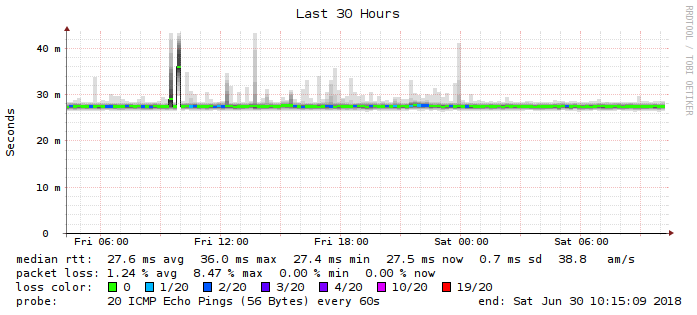 Last 30 Hours
RRDTOOL / TOBI OETIKER
Seconds
40 m
30 m
20 m
10 m
0
Fri 06:00 Fri 12:00 Fri 18:00 Sat 00:00 Sat 06:00
median rtt: 27.6 ms avg 36.0 ms max 27.4 ms min 27.5 ms now 0.7 ms sd 38.8 am/s
packet loss: 1.24 % avg 8.47 % max 0.00 % min 0.00 % now
loss color: 0 1/20 2/20 3/20 4/20 10/20 19/20
probe: 20 ICMP Echo Pings (56 Bytes) every 60s end: Sat Jun 30 10:15:09 2018